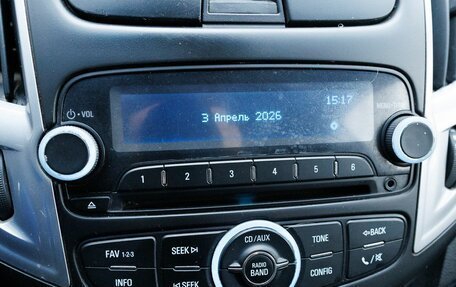 15:17
VOL
MENU
3 Апрель 2026
1 2 3 4 5 6
FAV 1-2-3
SEEK
CD/AUX
TONE
BACK
INFO
SEEK
RADIO BAND
CONFIG